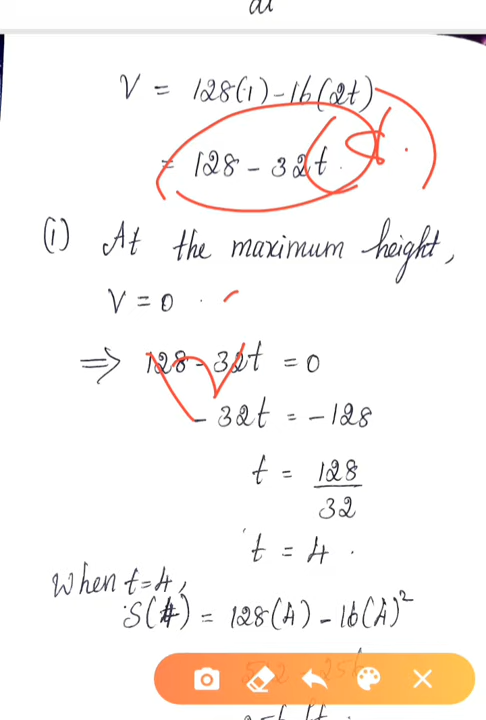 V = 128(1) - 16(2t)
= 128 - 32t
(i) At the maximum height,
V = 0
⇒ 128 - 32t = 0
- 32t = -128
t = 128/32
t = 4.
When t=4,
S(4) = 128(4) - 16(4)²